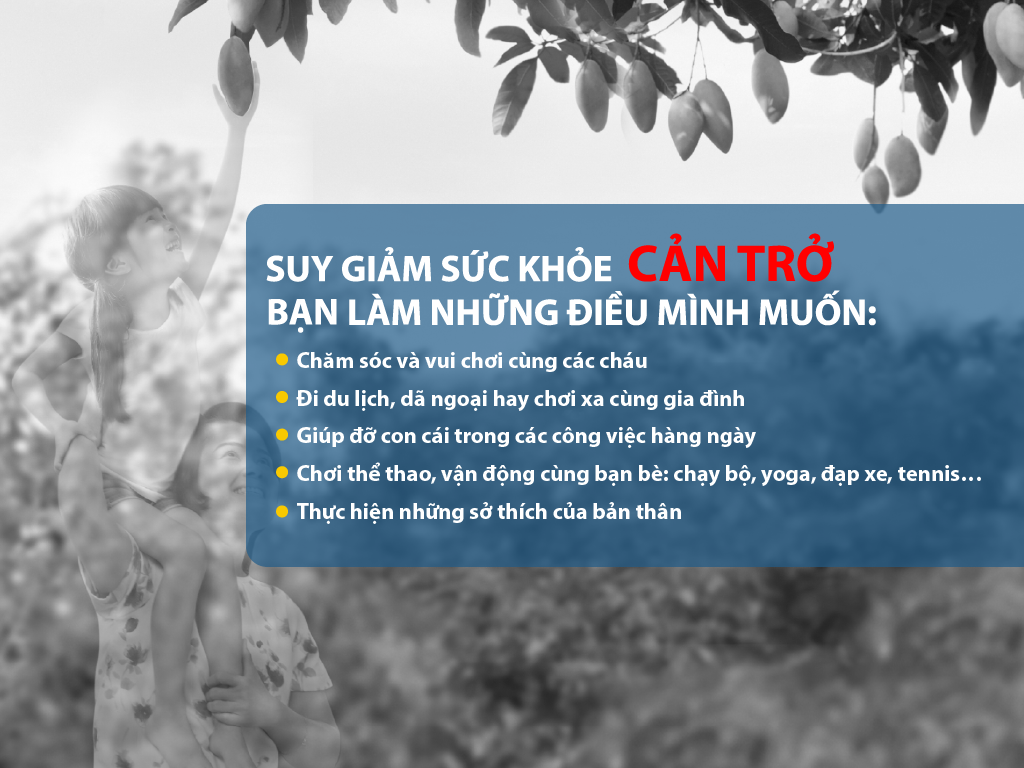 SUY GIẢM SỨC KHỎE CẢN TRỞ
BẠN LÀM NHỮNG ĐIỀU MÌNH MUỐN:
Chăm sóc và vui chơi cùng các cháu
Đi du lịch, dã ngoại hay chơi xa cùng gia đình
Giúp đỡ con cái trong các công việc hàng ngày
Chơi thể thao, vận động cùng bạn bè: chạy bộ, yoga, đạp xe, tennis…
Thực hiện những sở thích của bản thân